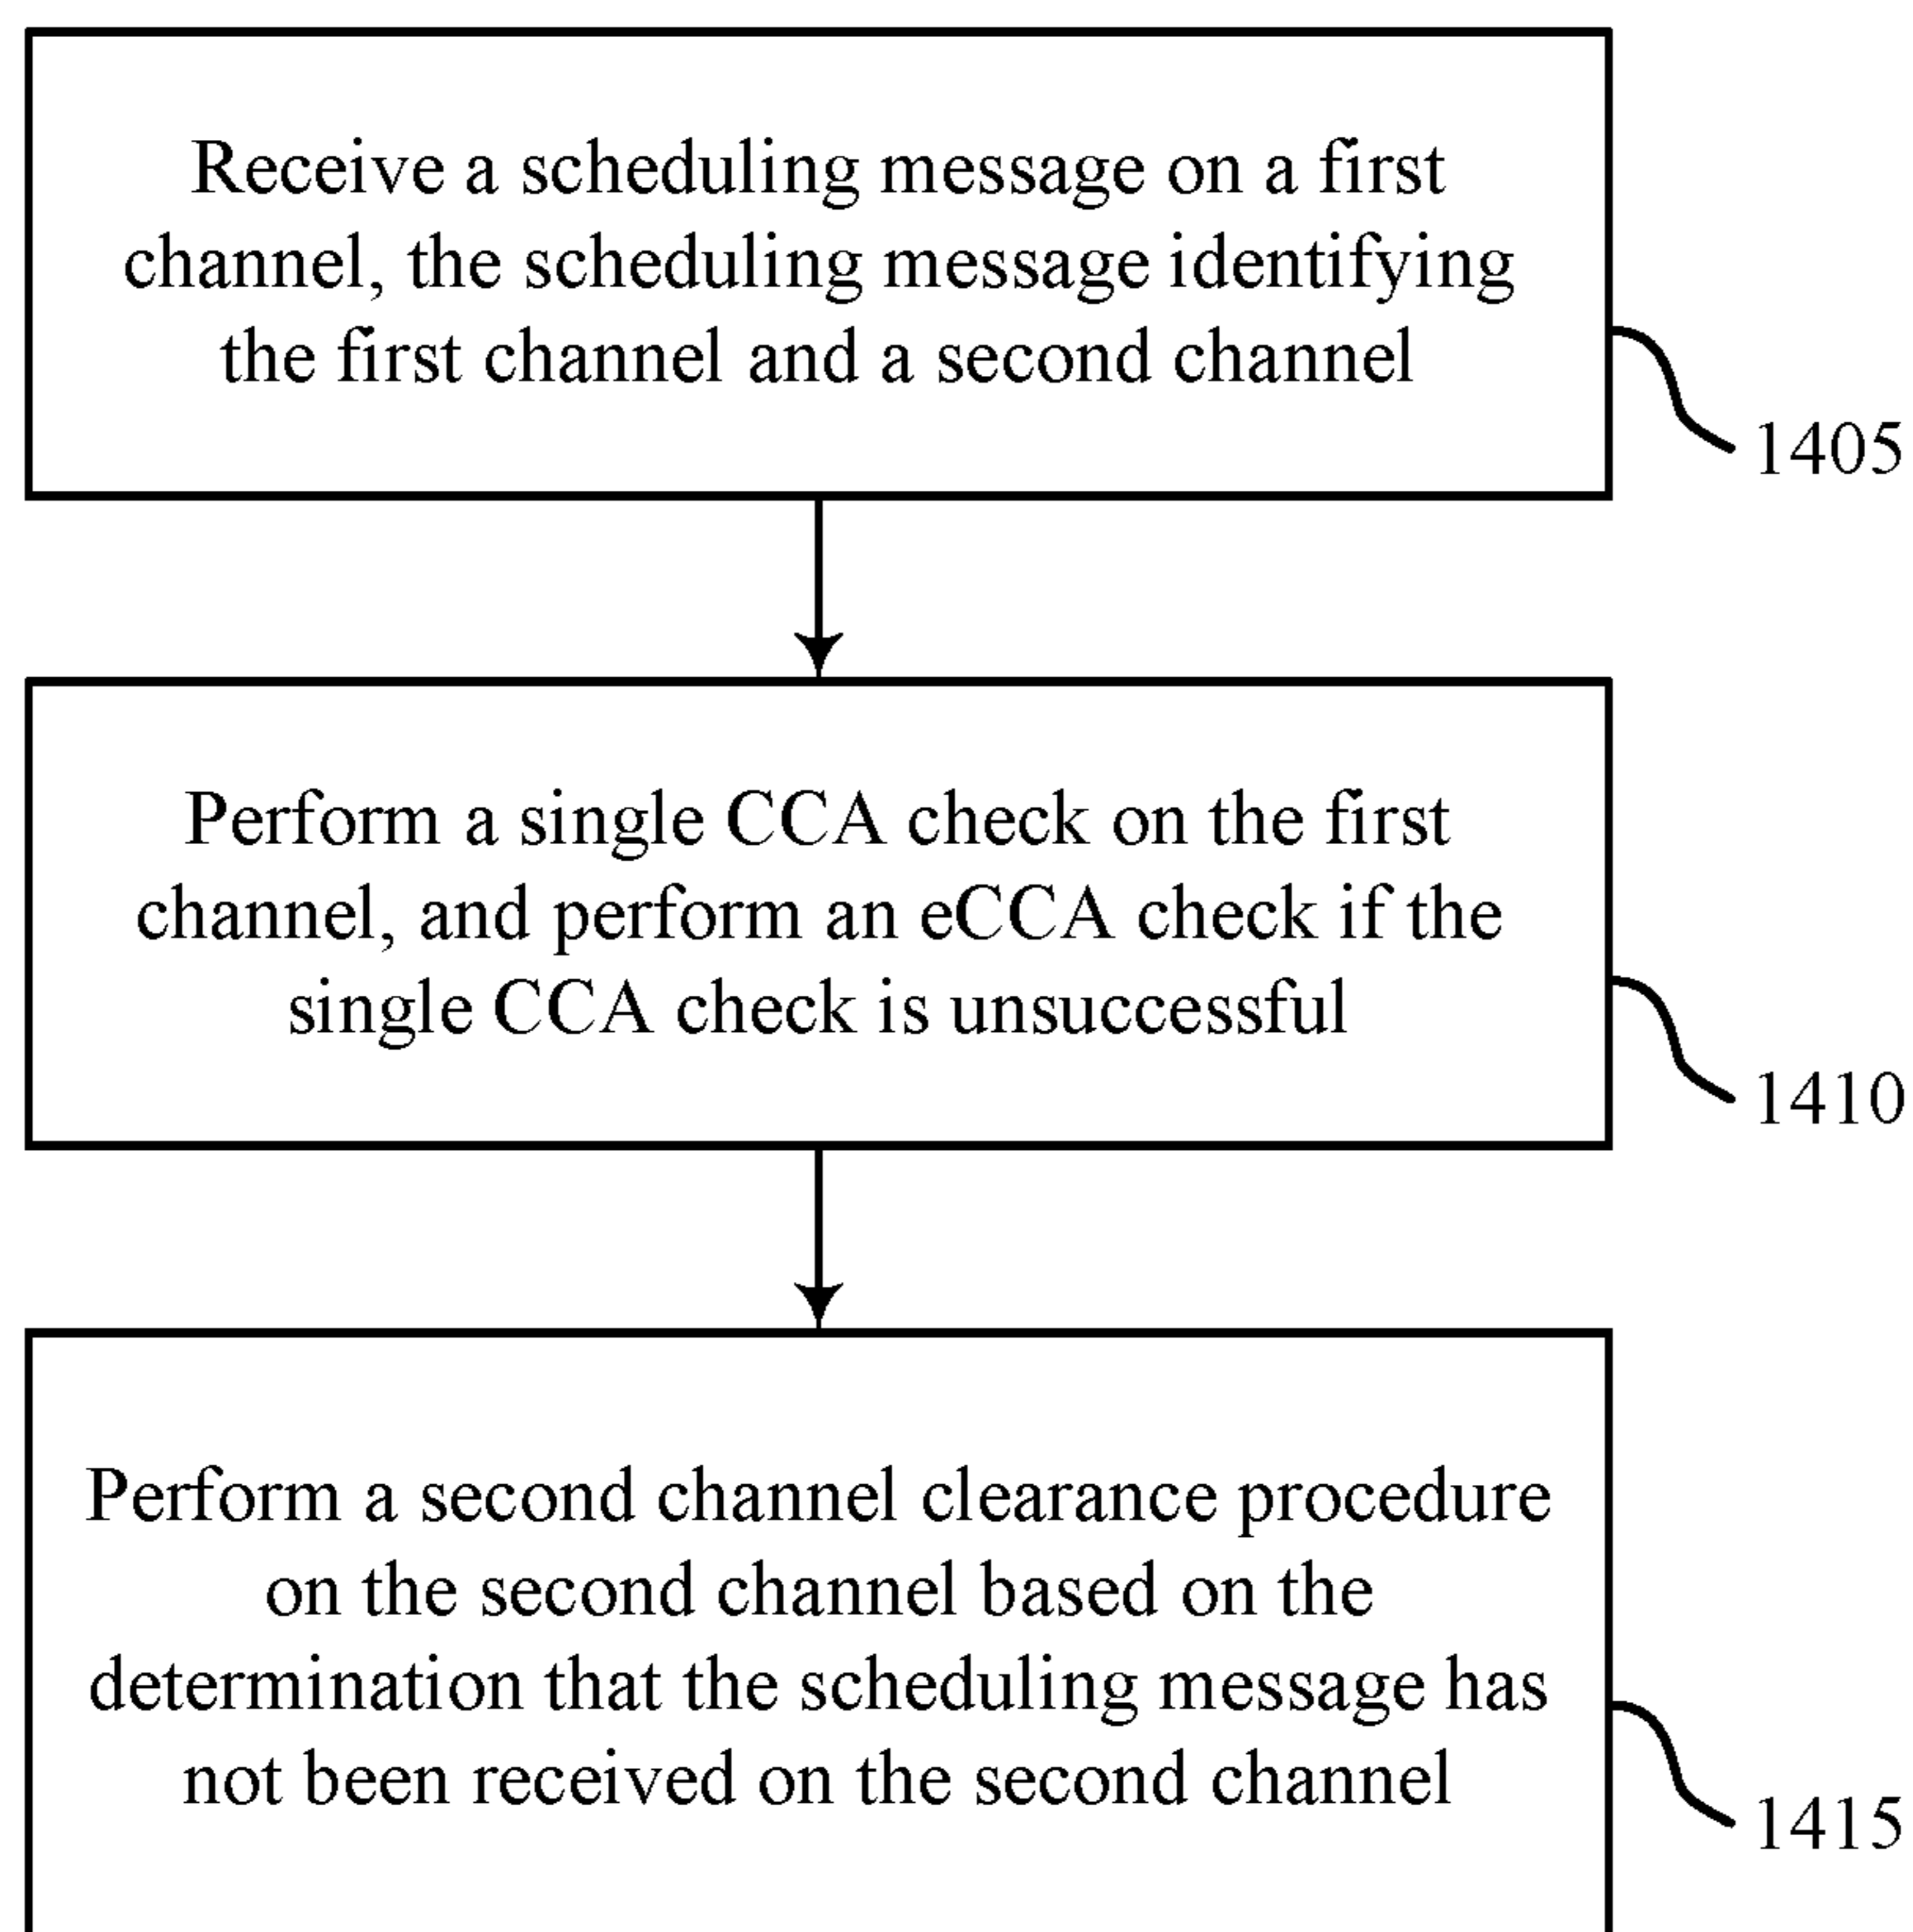 Receive a scheduling message on a first
channel, the scheduling message identifying
the first channel and a second channel
1405
Perform a single CCA check on the first
channel, and perform an eCCA check if the
single CCA check is unsuccessful
1410
Perform a second channel clearance procedure
on the second channel based on the
determination that the scheduling message has
not been received on the second channel
1415